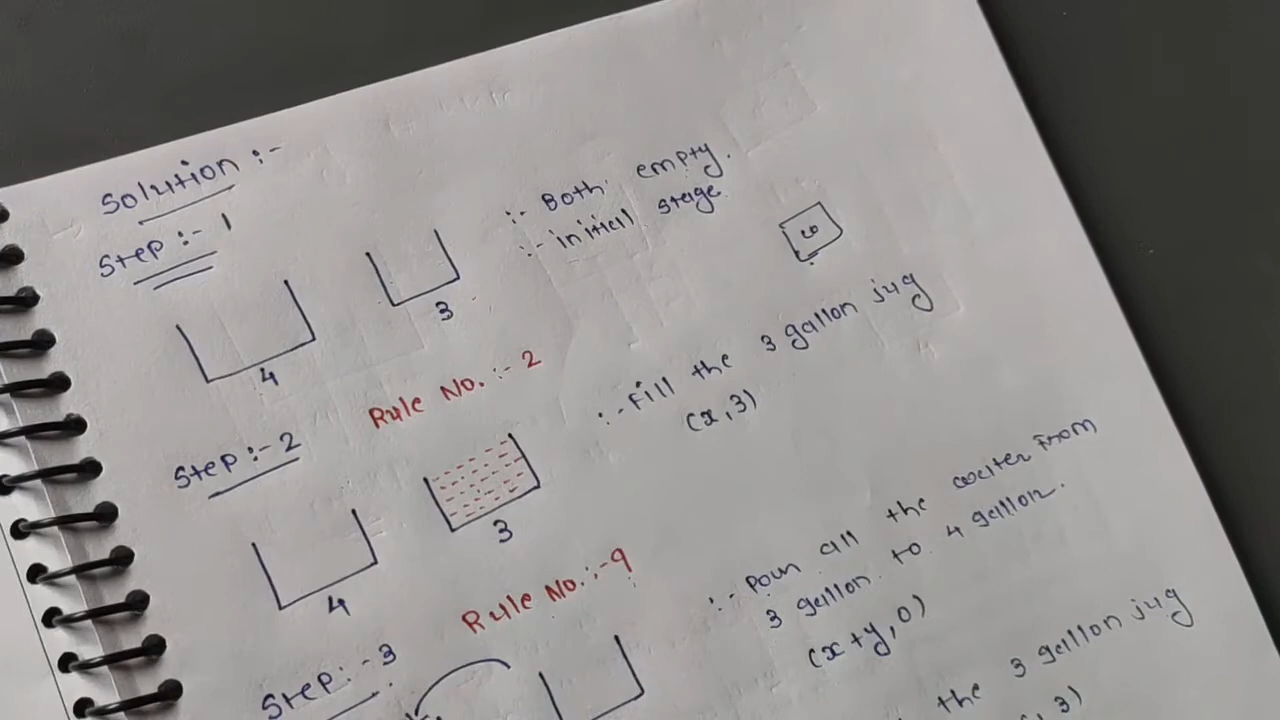 Solution :-
Step :- 1
:- Both empty.
:- initial stage
4
3
Rule No. :- 2
:- Fill the 3 gallon jug
(x, 3)
Step :- 2
4
3
Rule No. :- 9
:- Pour all the water from
3 gallon to 4 gallon.
(x+y, 0)
Step :- 3
the 3 gallon jug
, 3)